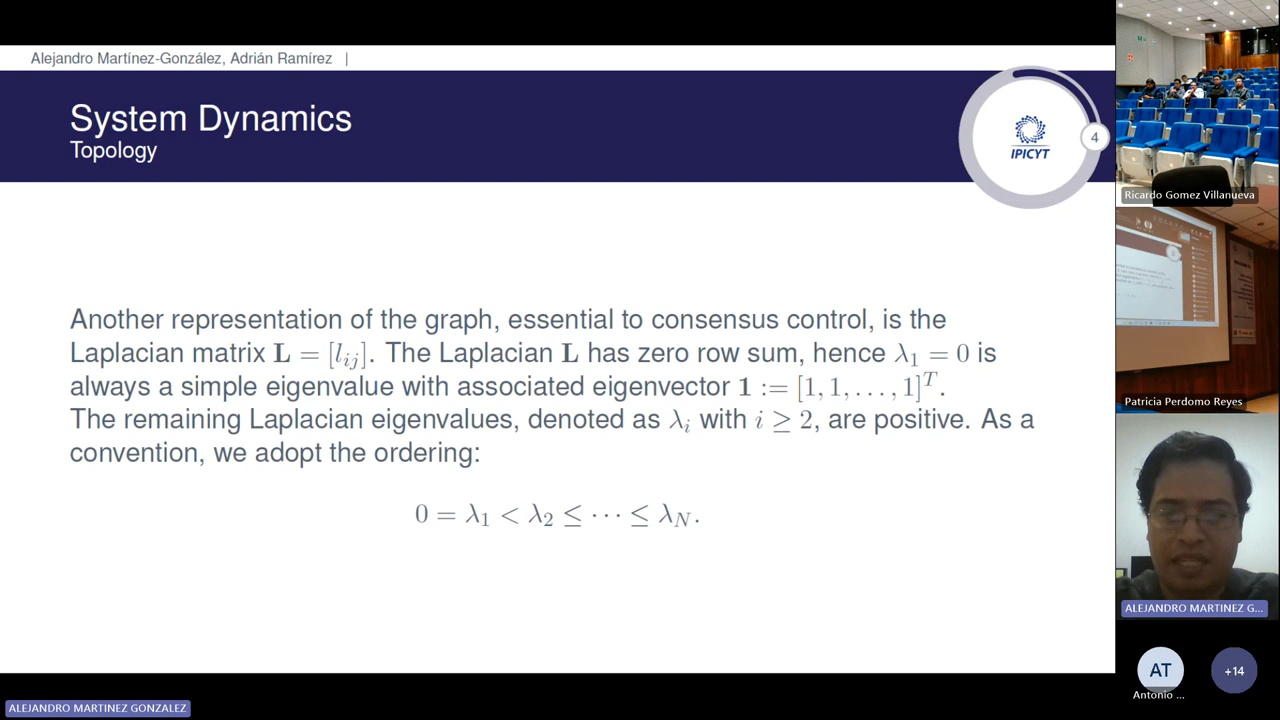 Alejandro Martínez-González, Adrián Ramírez |
System Dynamics
Topology
IPICYT
4
Another representation of the graph, essential to consensus control, is the
Laplacian matrix L = [l_{ij}]. The Laplacian L has zero row sum, hence λ_1 = 0 is
always a simple eigenvalue with associated eigenvector 1 := [1, 1, . . . , 1]^T.
The remaining Laplacian eigenvalues, denoted as λ_i with i ≥ 2, are positive. As a
convention, we adopt the ordering:
0 = λ_1 < λ_2 ≤ · · · ≤ λ_N.
ALEJANDRO MARTINEZ GONZALEZ
Ricardo Gomez Villanueva
Patricia Perdomo Reyes
ALEJANDRO MARTINEZ G...
AT
Antonio ...
+14